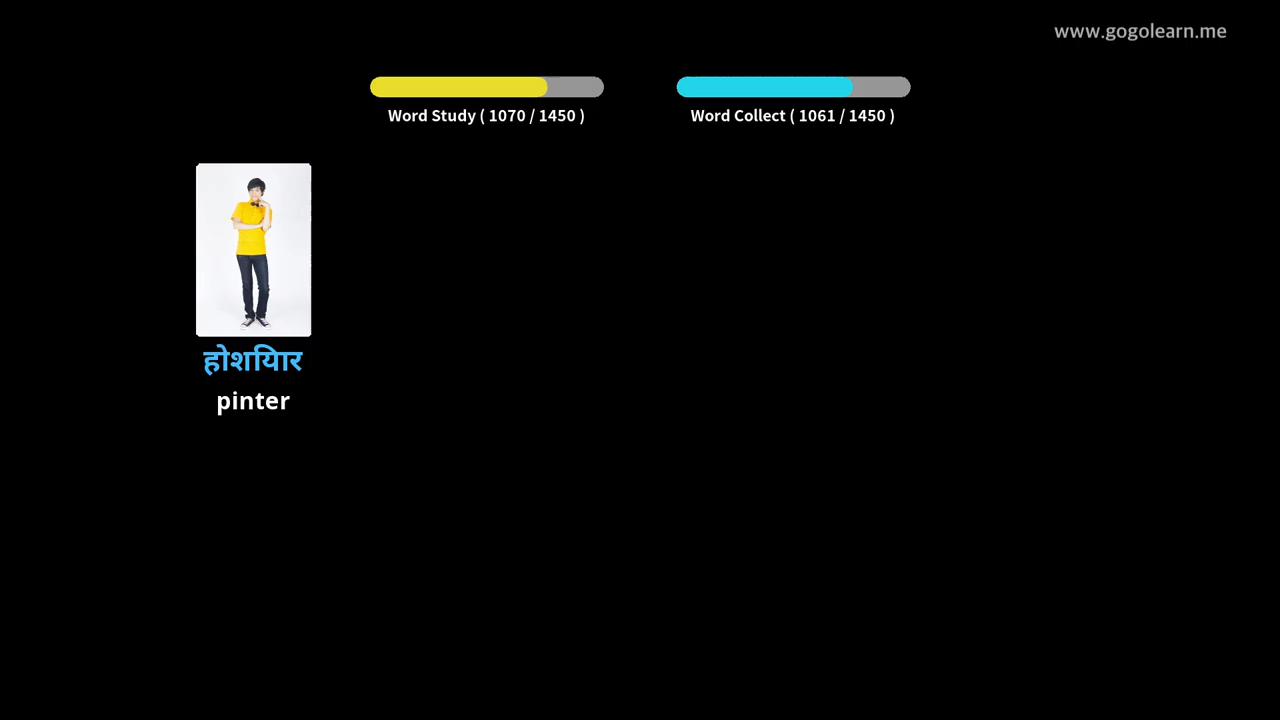 www.gogolearn.me
Word Study ( 1070 / 1450 )
Word Collect ( 1061 / 1450 )
होशियार
pinter